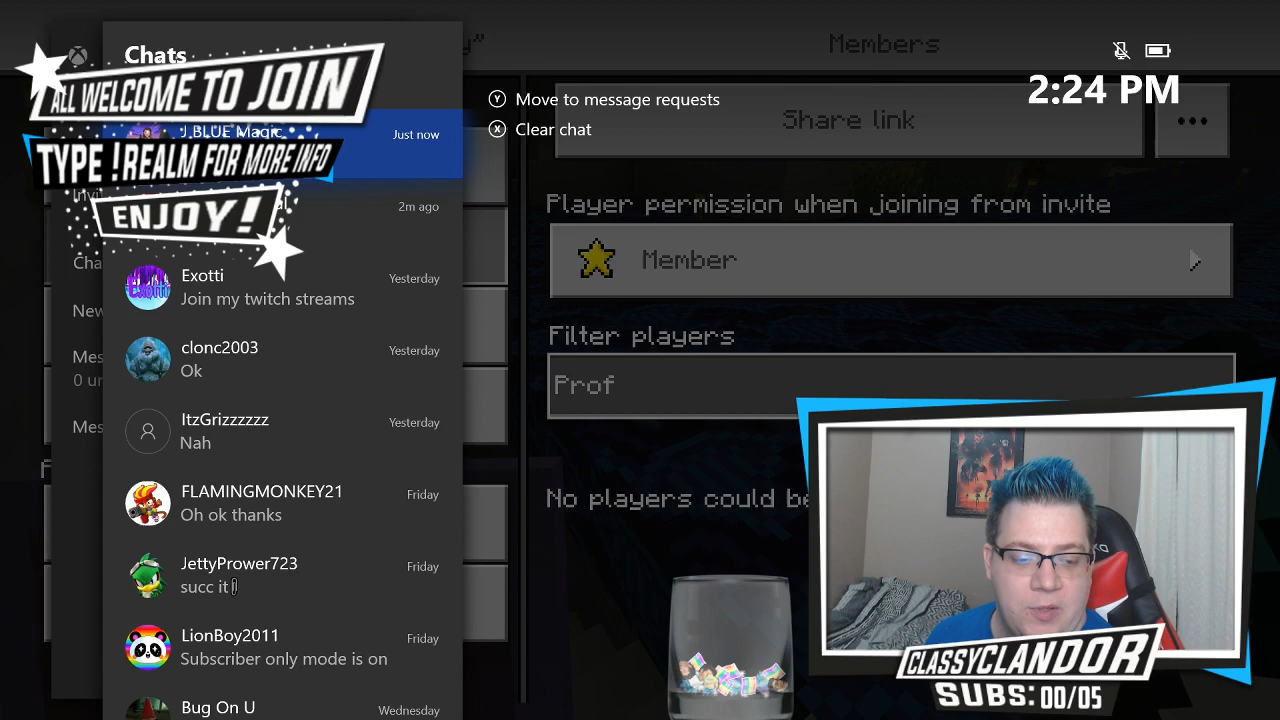 Chats
ALL WELCOME TO JOIN
J BLUE Magic
Just now
TYPE !REALM FOR MORE INFO
ENJOY!
2m ago
Exotti
Join my twitch streams
Yesterday
clonc2003
Ok
Yesterday
ItzGrizzzzzz
Nah
Yesterday
FLAMINGMONKEY21
Oh ok thanks
Friday
JettyPrower723
succ it
Friday
LionBoy2011
Subscriber only mode is on
Friday
Bug On U
Wednesday
New
Y Move to message requests
X Clear chat
Members
2:24 PM
Share link
•••
Player permission when joining from invite
Member
Filter players
Prof
No players could be
CLASSYCLANDOR
SUBS: 00/05